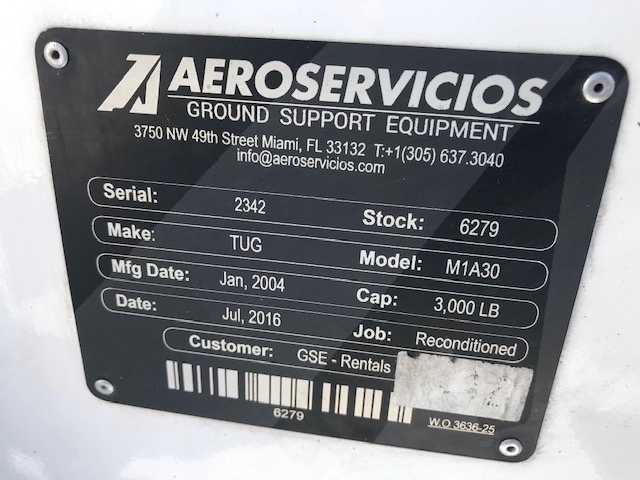 AEROSERVICIOS
GROUND SUPPORT EQUIPMENT
3750 NW 49th Street Miami, FL 33132 T:+1(305) 637.3040
info@aeroservicios.com
Serial: 2342 Stock: 6279
Make: TUG Model: M1A30
Mfg Date: Jan, 2004 Cap: 3,000 LB
Date: Jul, 2016 Job: Reconditioned
Customer: GSE - Rentals
6279
W.O 3636-25